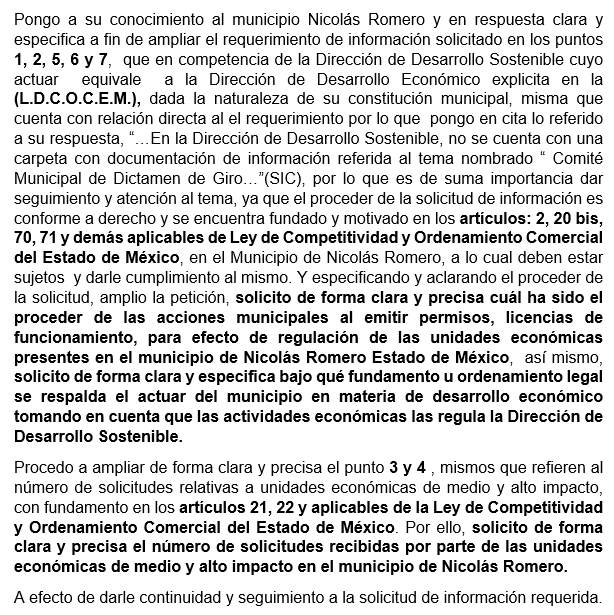 Pongo a su conocimiento al municipio Nicolás Romero y en respuesta clara y
especifica a fin de ampliar el requerimiento de información solicitado en los puntos
1, 2, 5, 6 y 7, que en competencia de la Dirección de Desarrollo Sostenible cuyo
actuar equivale a la Dirección de Desarrollo Económico explicita en la
(L.D.C.O.C.E.M.), dada la naturaleza de su constitución municipal, misma que
cuenta con relación directa al el requerimiento por lo que pongo en cita lo referido
a su respuesta, “…En la Dirección de Desarrollo Sostenible, no se cuenta con una
carpeta con documentación de información referida al tema nombrado “ Comité
Municipal de Dictamen de Giro…”(SIC), por lo que es de suma importancia dar
seguimiento y atención al tema, ya que el proceder de la solicitud de información es
conforme a derecho y se encuentra fundado y motivado en los artículos: 2, 20 bis,
70, 71 y demás aplicables de Ley de Competitividad y Ordenamiento Comercial
del Estado de México, en el Municipio de Nicolás Romero, a lo cual deben estar
sujetos y darle cumplimiento al mismo. Y especificando y aclarando el proceder de
la solicitud, amplio la petición, solicito de forma clara y precisa cuál ha sido el
proceder de las acciones municipales al emitir permisos, licencias de
funcionamiento, para efecto de regulación de las unidades económicas
presentes en el municipio de Nicolás Romero Estado de México, así mismo,
solicito de forma clara y especifica bajo qué fundamento u ordenamiento legal
se respalda el actuar del municipio en materia de desarrollo económico
tomando en cuenta que las actividades económicas las regula la Dirección de
Desarrollo Sostenible.
Procedo a ampliar de forma clara y precisa el punto 3 y 4 , mismos que refieren al
número de solicitudes relativas a unidades económicas de medio y alto impacto,
con fundamento en los artículos 21, 22 y aplicables de la Ley de Competitividad
y Ordenamiento Comercial del Estado de México. Por ello, solicito de forma
clara y precisa el número de solicitudes recibidas por parte de las unidades
económicas de medio y alto impacto en el municipio de Nicolás Romero.
A efecto de darle continuidad y seguimiento a la solicitud de información requerida.